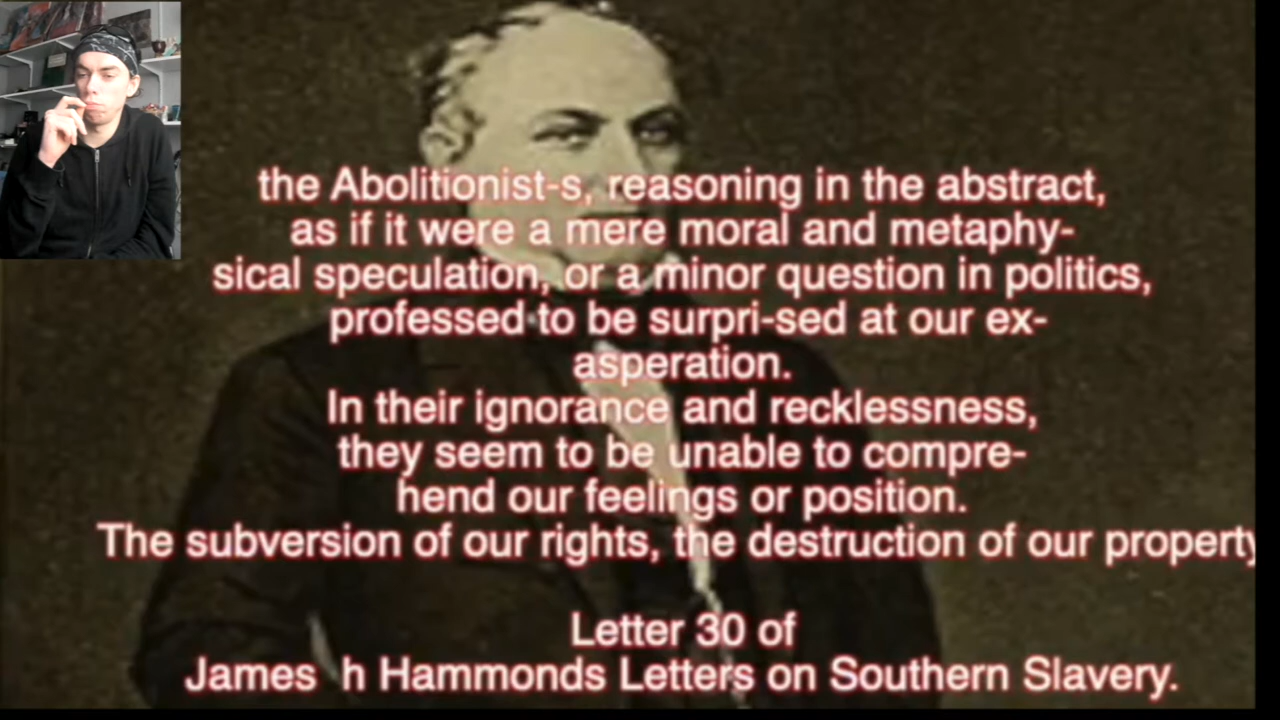 the Abolitionist-s, reasoning in the abstract,
as if it were a mere moral and metaphy-
sical speculation, or a minor question in politics,
professed to be surpri-sed at our ex-
asperation.
In their ignorance and recklessness,
they seem to be unable to compre-
hend our feelings or position.
The subversion of our rights, the destruction of our property
Letter 30 of
James h Hammonds Letters on Southern Slavery.